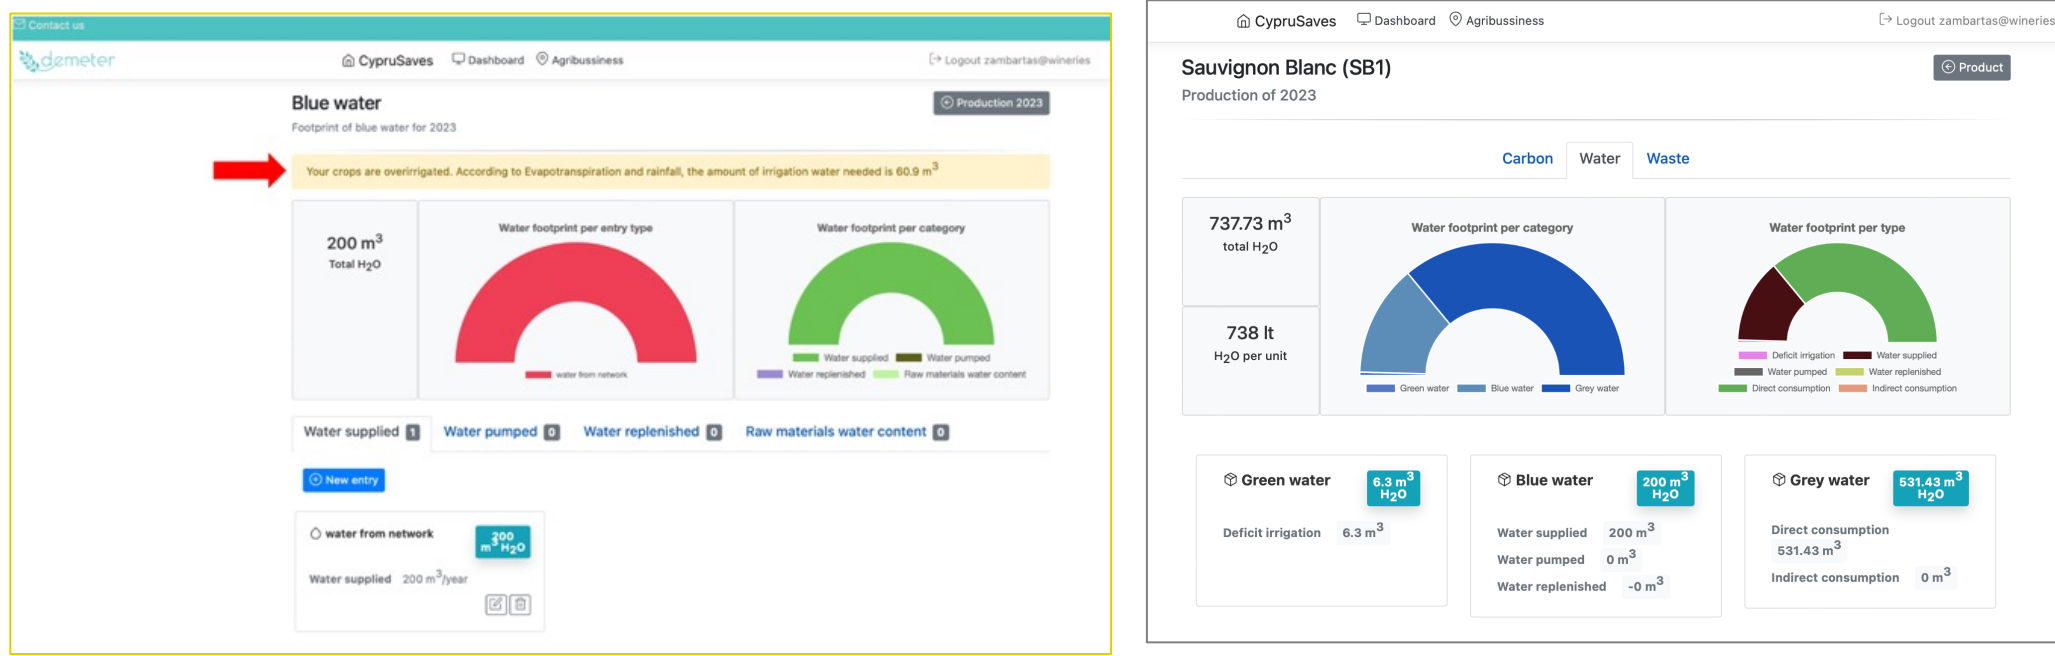 Contact us
demeter
CypruSaves Dashboard Agribussiness
Logout zambartas@wineries
Blue water
Production 2023
Footprint of blue water for 2023
Your crops are overirrigated. According to Evapotranspiration and rainfall, the amount of irrigation water needed is 60.9 m³
200 m³
Total H₂O
Water footprint per entry type
water from network
Water footprint per category
Water supplied Water pumped
Water replenished Raw materials water content
Water supplied 1 Water pumped 0 Water replenished 0 Raw materials water content 0
New entry
water from network
200
m³ H₂O
Water supplied 200 m³/year
CypruSaves Dashboard Agribussiness
Logout zambartas@wineries
Sauvignon Blanc (SB1)
Product
Production of 2023
Carbon Water Waste
737.73 m³
total H₂O
738 lt
H₂O per unit
Water footprint per category
Green water Blue water Grey water
Water footprint per type
Deficit irrigation Water supplied
Water pumped Water replenished
Direct consumption Indirect consumption
Green water
6.3 m³
H₂O
Deficit irrigation 6.3 m³
Blue water
200 m³
H₂O
Water supplied 200 m³
Water pumped 0 m³
Water replenished -0 m³
Grey water
531.43 m³
H₂O
Direct consumption
531.43 m³
Indirect consumption 0 m³